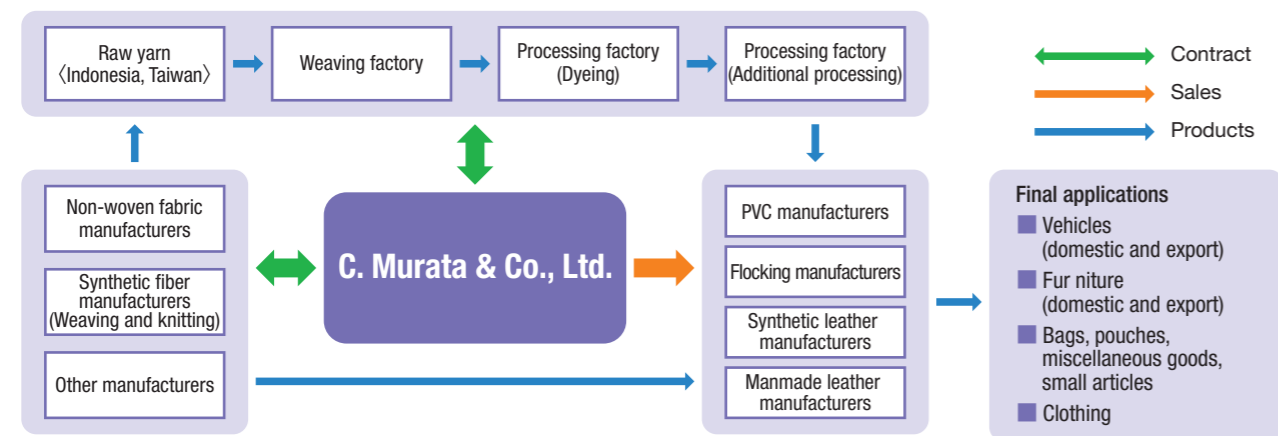 Raw yarn
〈Indonesia, Taiwan〉
Weaving factory
Processing factory
(Dyeing)
Processing factory
(Additional processing)
Contract
Sales
Products
Non-woven fabric
manufacturers
Synthetic fiber
manufacturers
(Weaving and knitting)
Other manufacturers
C. Murata & Co., Ltd.
PVC manufacturers
Flocking manufacturers
Synthetic leather
manufacturers
Manmade leather
manufacturers
Final applications
Vehicles
(domestic and export)
Fur niture
(domestic and export)
Bags, pouches,
miscellaneous goods,
small articles
Clothing